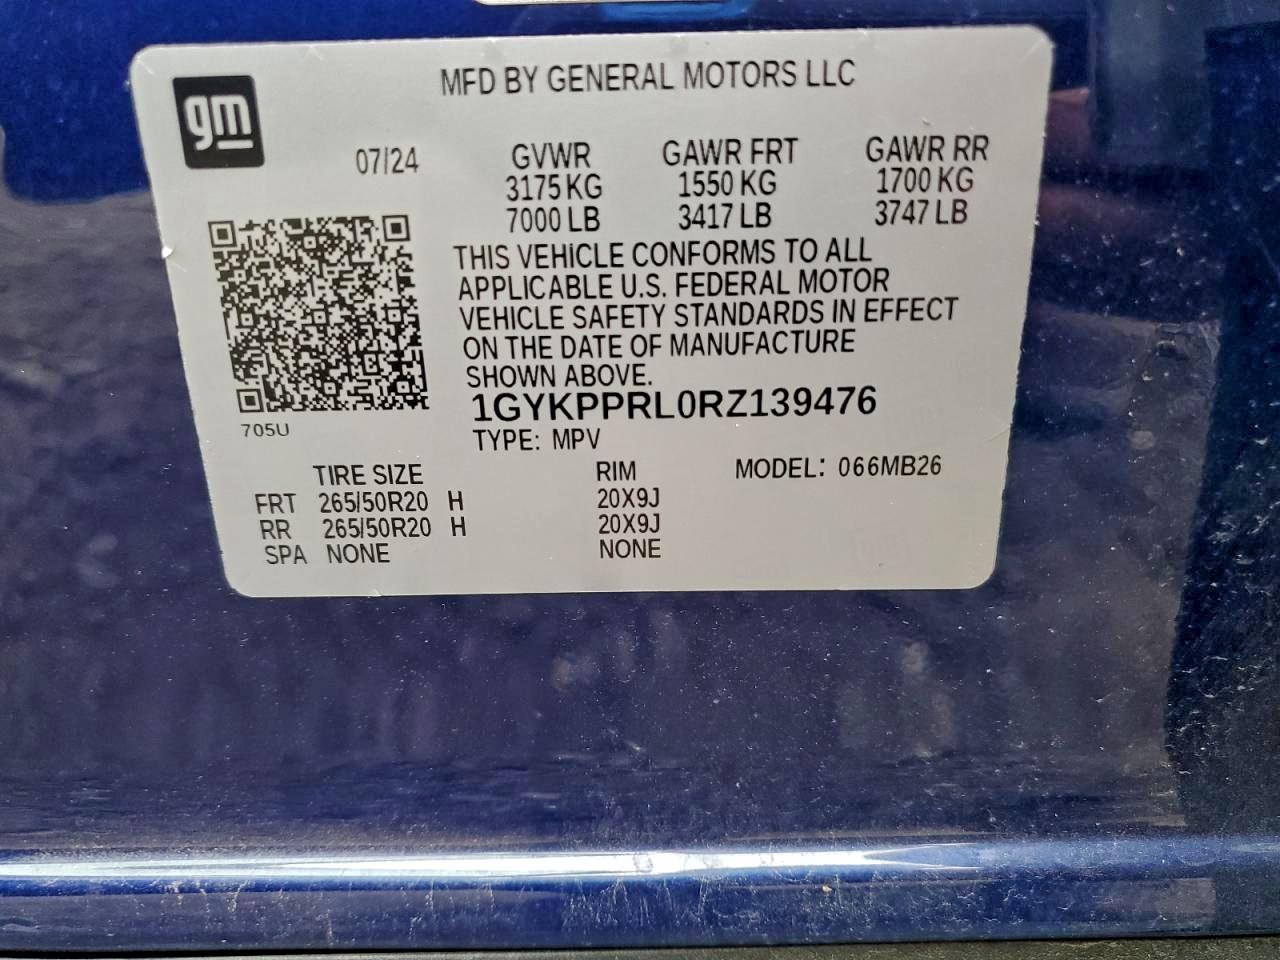 MFD BY GENERAL MOTORS LLC
gm
07/24 GVWR GAWR FRT GAWR RR
3175 KG 1550 KG 1700 KG
7000 LB 3417 LB 3747 LB
THIS VEHICLE CONFORMS TO ALL
APPLICABLE U.S. FEDERAL MOTOR
VEHICLE SAFETY STANDARDS IN EFFECT
ON THE DATE OF MANUFACTURE
SHOWN ABOVE.
1GYKPPRL0RZ139476
705U
TYPE: MPV
TIRE SIZE RIM MODEL: 066MB26
FRT 265/50R20 H 20X9J
RR 265/50R20 H 20X9J
SPA NONE NONE